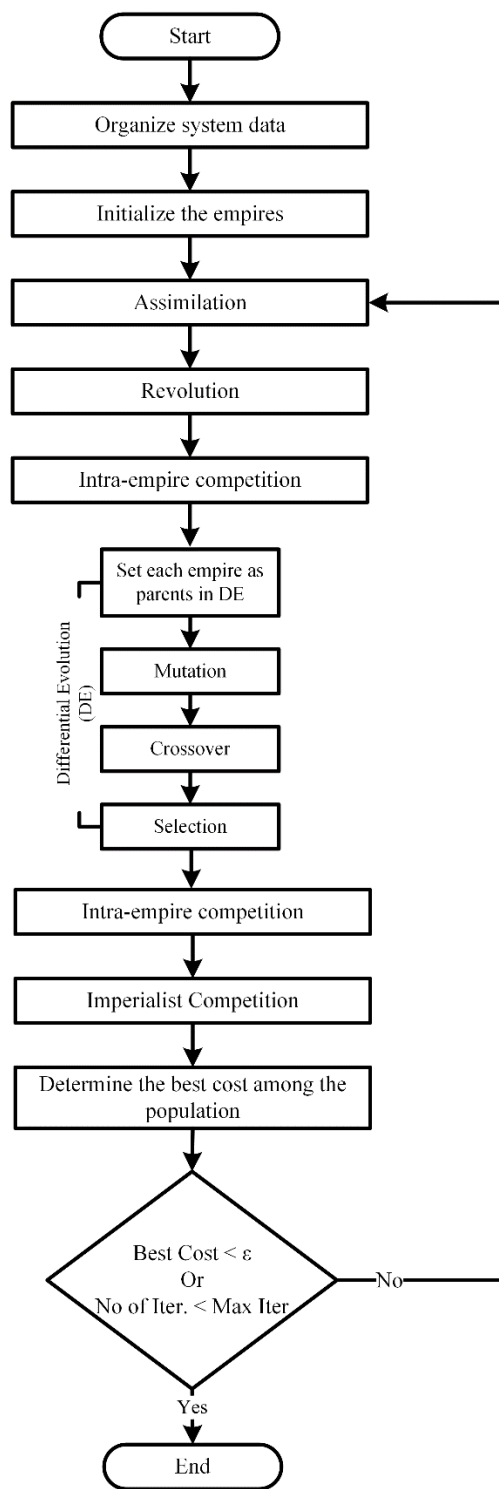 Start
Organize system data
Initialize the empires
Assimilation
Revolution
Intra-empire competition
Set each empire as
parents in DE
Mutation
Differential Evolution
(DE)
Crossover
Selection
Intra-empire competition
Imperialist Competition
Determine the best cost among the
population
Best Cost < ε
Or
No of Iter. < Max Iter
No
Yes
End